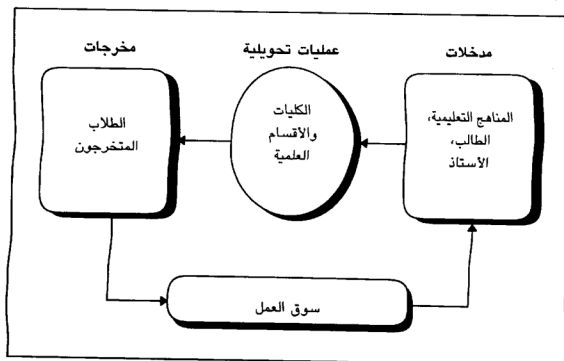 مدخلات
عمليات تحويلية
مخرجات
المناهج التعليمية،
الطالب،
الأستاذ
الكليات
والأقسام
العلمية
الطلاب
المتخرجون
سوق العمل